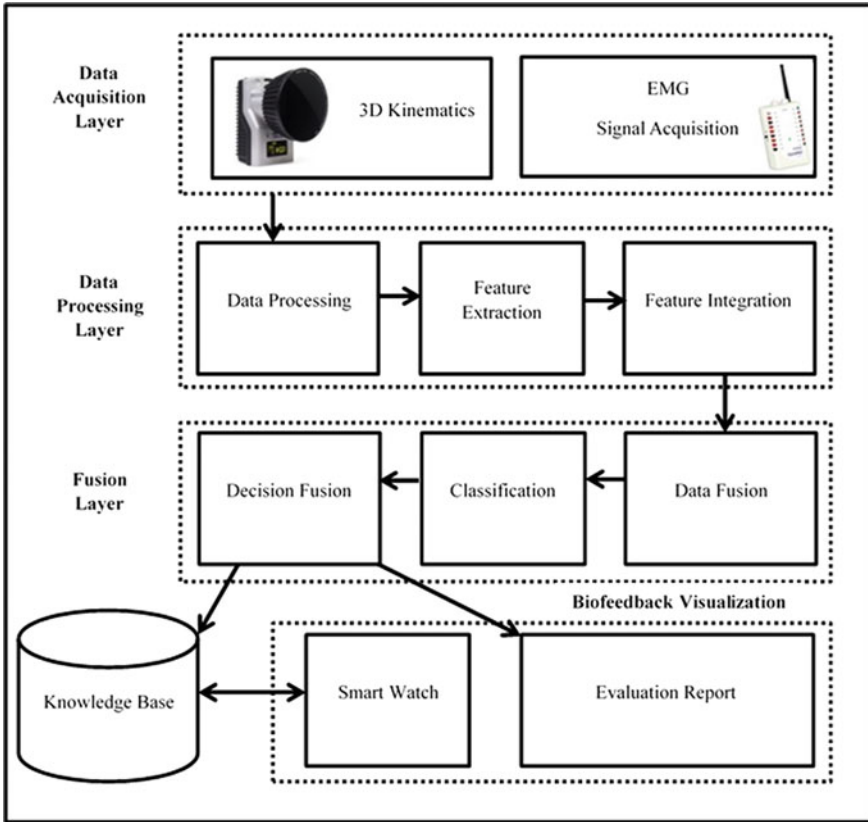 Data
Acquisition
Layer
3D Kinematics
EMG
Signal Acquisition
Data
Processing
Layer
Data Processing
Feature
Extraction
Feature Integration
Fusion
Layer
Decision Fusion
Classification
Data Fusion
Biofeedback Visualization
Knowledge Base
Smart Watch
Evaluation Report